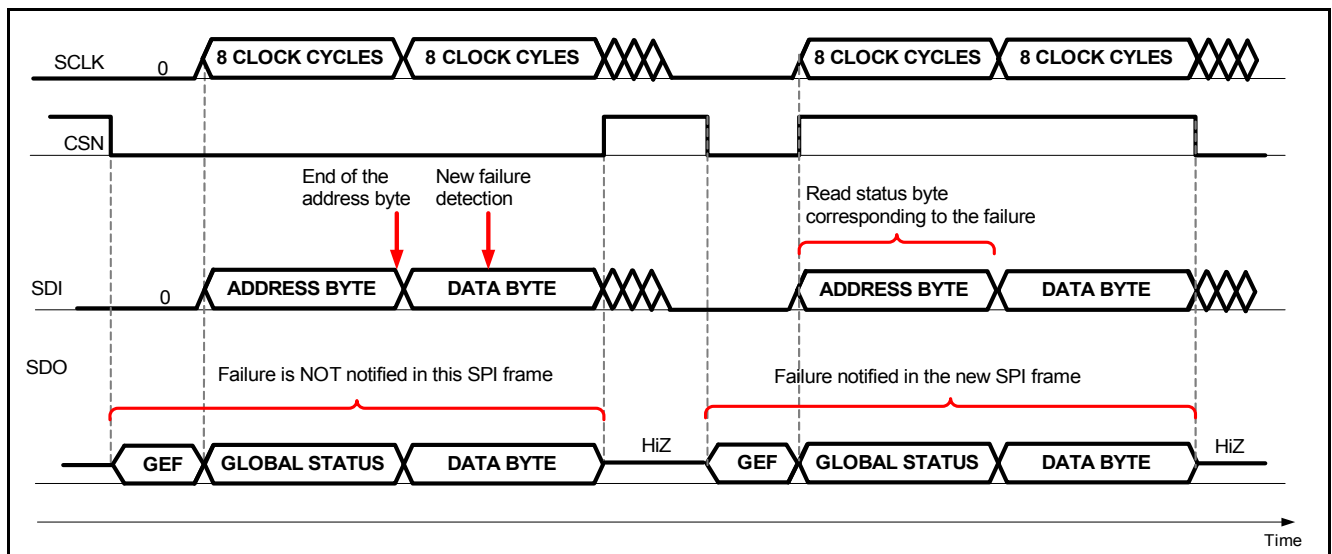 SCLK
0
8 CLOCK CYCLES
8 CLOCK CYLES
8 CLOCK CYCLES
8 CLOCK CYLES
CSN
End of the
address byte
New failure
detection
Read status byte
corresponding to the failure
SDI
0
ADDRESS BYTE
DATA BYTE
ADDRESS BYTE
DATA BYTE
SDO
Failure is NOT notified in this SPI frame
Failure notified in the new SPI frame
GEF
GLOBAL STATUS
DATA BYTE
HiZ
GEF
GLOBAL STATUS
DATA BYTE
HiZ
Time